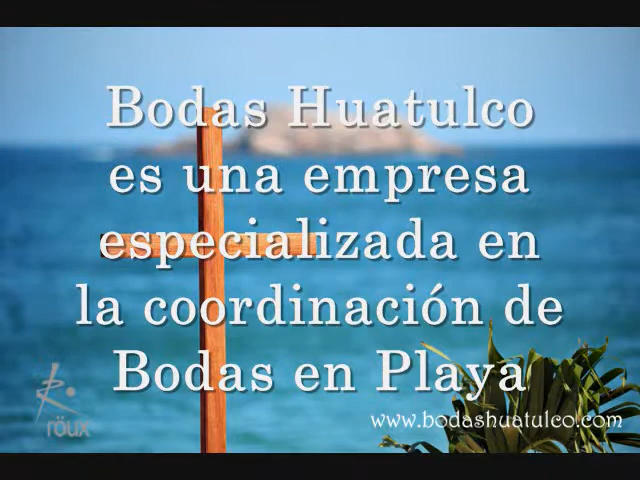 Bodas Huatulco
es una empresa
especializada en
la coordinación de
Bodas en Playa
www.bodashuatulco.com
röux